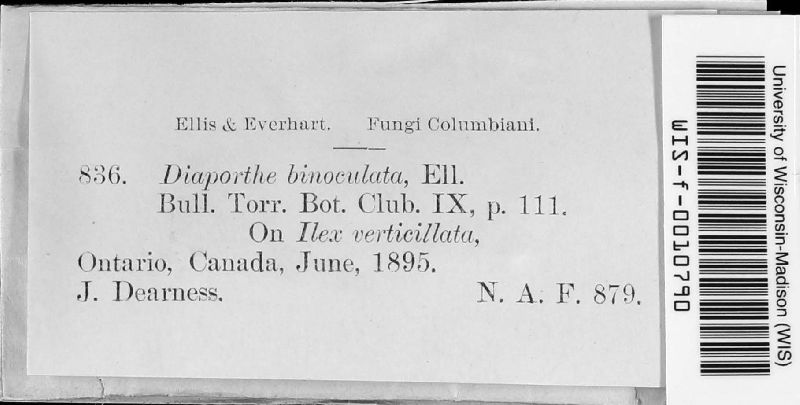 Ellis & Everhart. Fungi Columbiani.
836. Diaporthe binoculata, Ell.
Bull. Torr. Bot. Club. IX, p. 111.
On Ilex verticillata,
Ontario, Canada, June, 1895.
J. Dearness. N. A. F. 879.
University of Wisconsin-Madison (WIS)
WIS-f-0010790